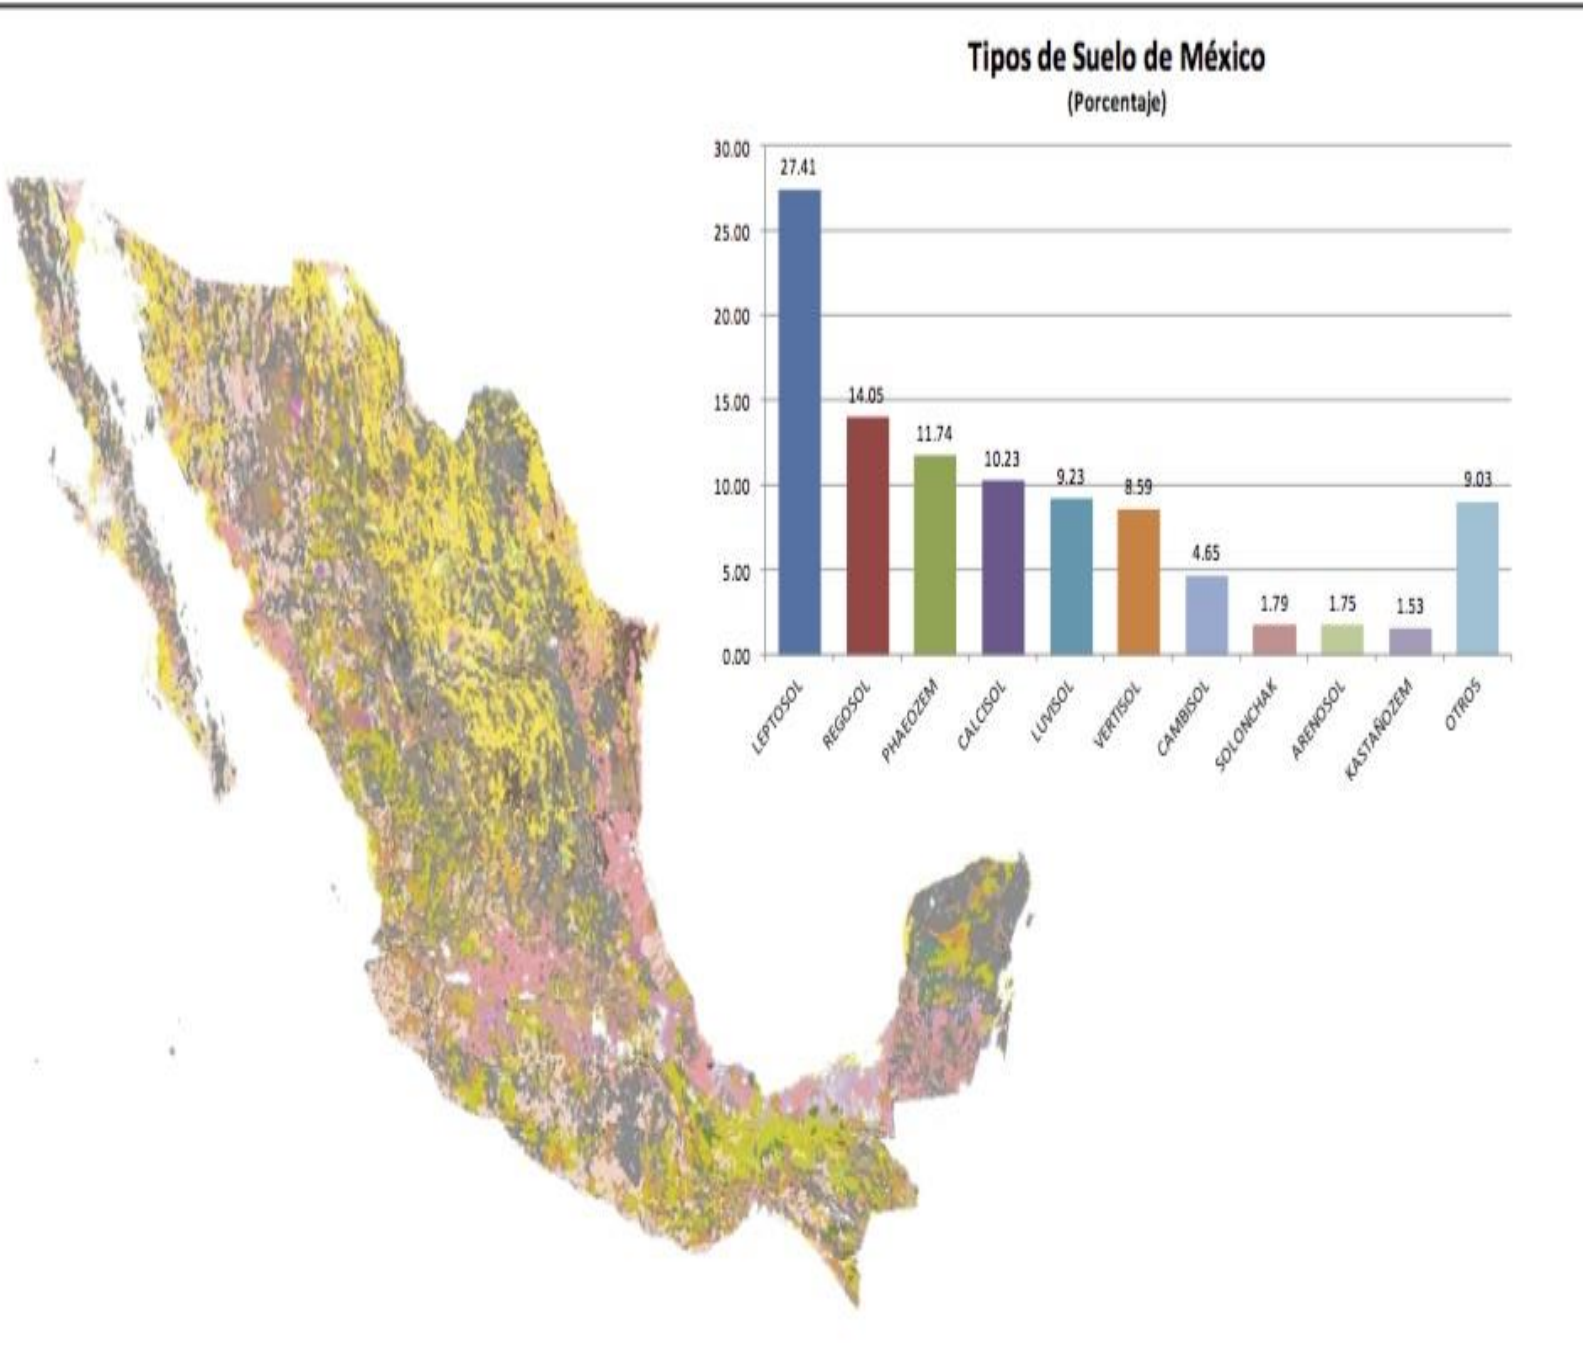 Tipos de Suelo de México
(Porcentaje)
30.00
27.41
25.00
20.00
15.00
14.05
11.74
10.23
10.00
9.23
8.59
9.03
5.00
4.65
1.79
1.75
1.53
0.00
LEPTOSOL
REGOSOL
PHAEOZEM
CALCISOL
LUVISOL
VERTISOL
CAMBISOL
SOLONCHAK
ARENOSOL
KASTAÑOZEM
OTROS